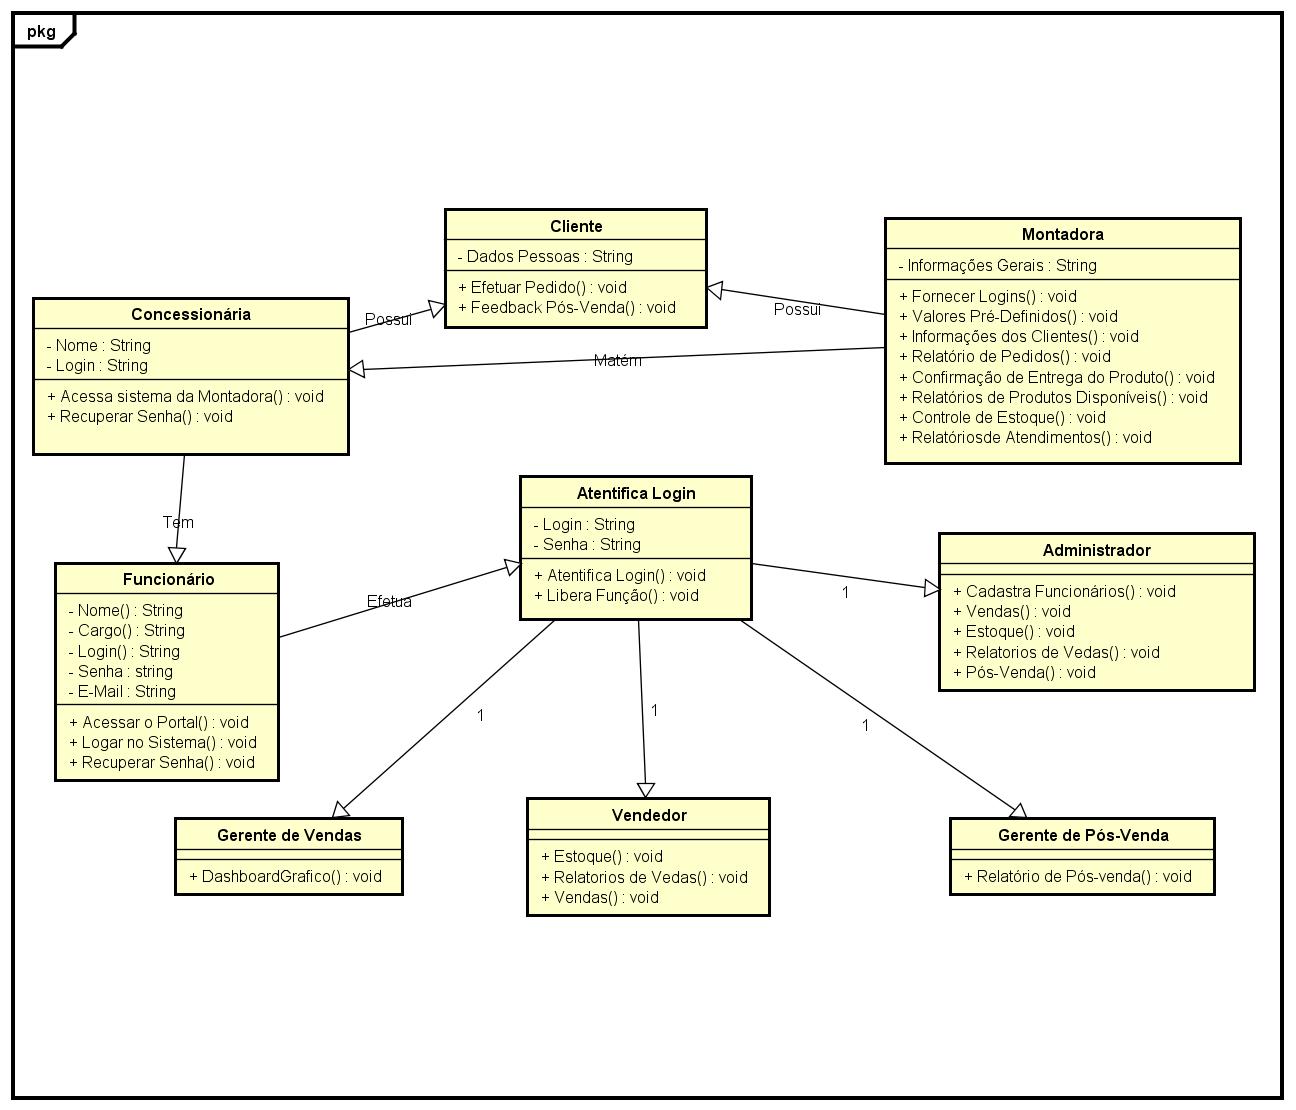 pkg
Cliente
- Dados Pessoas : String
+ Efetuar Pedido() : void
+ Feedback Pós-Venda() : void
Montadora
- Informações Gerais : String
+ Fornecer Logins() : void
+ Valores Pré-Definidos() : void
+ Informações dos Clientes() : void
+ Relatório de Pedidos() : void
+ Confirmação de Entrega do Produto() : void
+ Relatórios de Produtos Disponíveis() : void
+ Controle de Estoque() : void
+ Relatóriosde Atendimentos() : void
Concessionária
- Nome : String
- Login : String
+ Acessa sistema da Montadora() : void
+ Recuperar Senha() : void
Possui
Possui
Matém
Tem
Atentifica Login
- Login : String
- Senha : String
+ Atentifica Login() : void
+ Libera Função() : void
Administrador
+ Cadastra Funcionários() : void
+ Vendas() : void
+ Estoque() : void
+ Relatorios de Vedas() : void
+ Pós-Venda() : void
Funcionário
- Nome() : String
- Cargo() : String
- Login() : String
- Senha : string
- E-Mail : String
+ Acessar o Portal() : void
+ Logar no Sistema() : void
+ Recuperar Senha() : void
Efetua
1
1
1
1
Gerente de Vendas
+ DashboardGrafico() : void
Vendedor
+ Estoque() : void
+ Relatorios de Vedas() : void
+ Vendas() : void
Gerente de Pós-Venda
+ Relatório de Pós-venda() : void